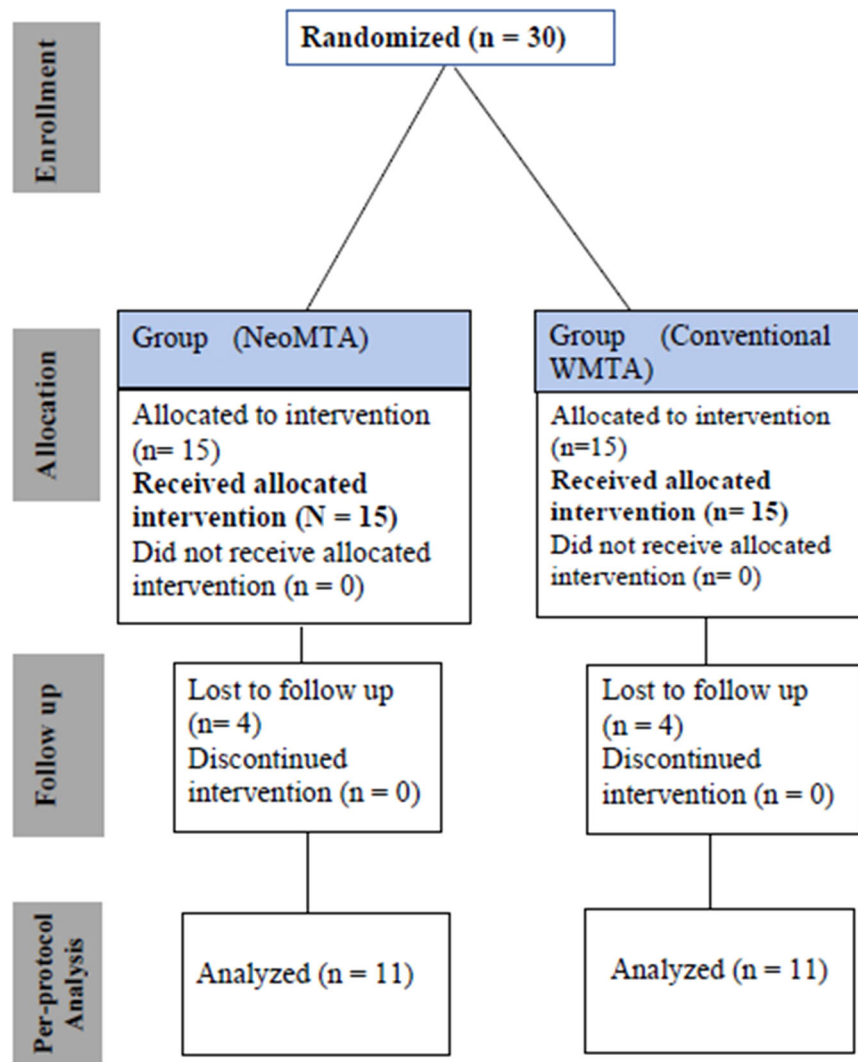 Enrollment
Randomized (n = 30)
Allocation
Group (NeoMTA)
Allocated to intervention
(n= 15)
Received allocated
intervention (N = 15)
Did not receive allocated
intervention (n = 0)
Group (Conventional
WMTA)
Allocated to intervention
(n=15)
Received allocated
intervention (n= 15)
Did not receive allocated
intervention (n= 0)
Follow up
Lost to follow up
(n= 4)
Discontinued
intervention (n = 0)
Lost to follow up
(n = 4)
Discontinued
intervention (n = 0)
Per-protocol
Analysis
Analyzed (n = 11)
Analyzed (n = 11)